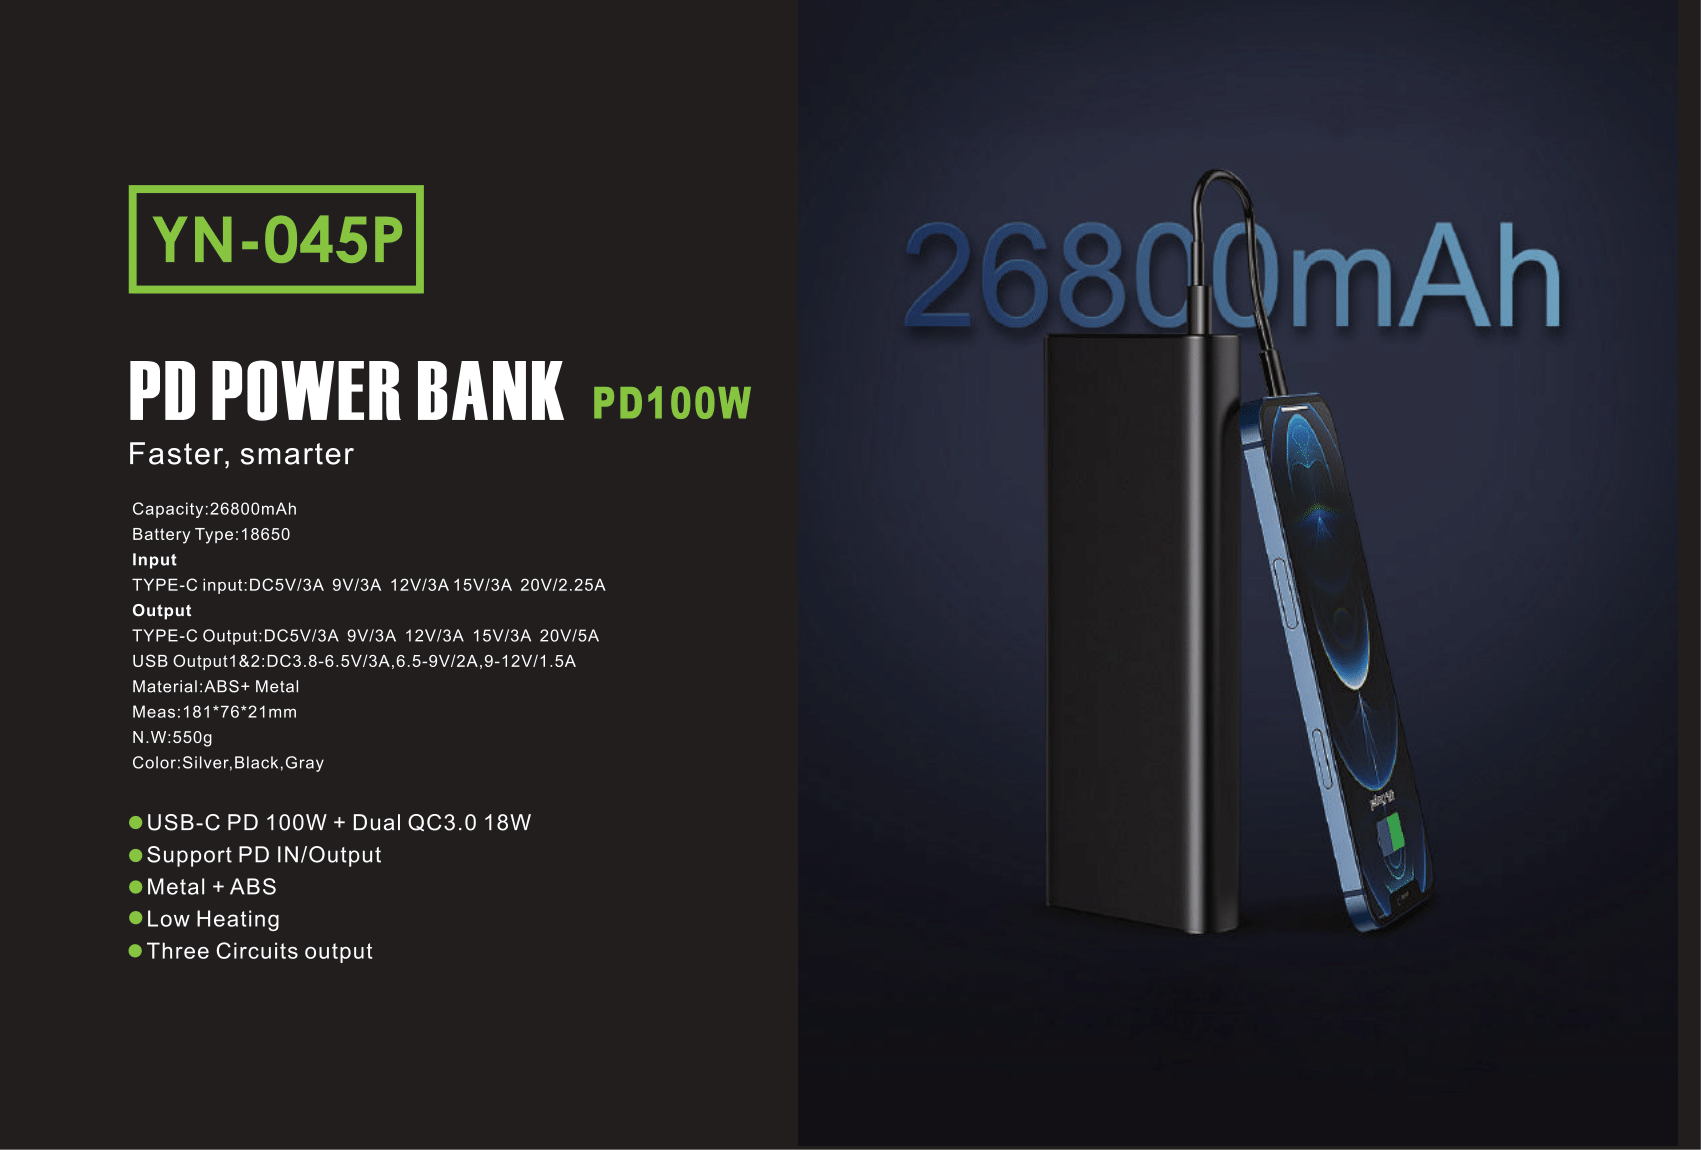 YN-045P
PD POWER BANK PD100W
Faster, smarter
Capacity:26800mAh
Battery Type:18650
Input
TYPE-C input:DC5V/3A 9V/3A 12V/3A 15V/3A 20V/2.25A
Output
TYPE-C Output:DC5V/3A 9V/3A 12V/3A 15V/3A 20V/5A
USB Output1&2:DC3.8-6.5V/3A,6.5-9V/2A,9-12V/1.5A
Material:ABS+ Metal
Meas:181*76*21mm
N.W:550g
Color:Silver,Black,Gray
USB-C PD 100W + Dual QC3.0 18W
Support PD IN/Output
Metal + ABS
Low Heating
Three Circuits output
26800mAh